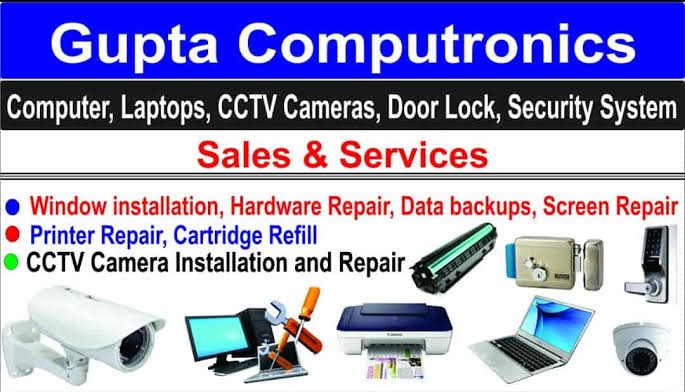 Gupta Computronics
Computer, Laptops, CCTV Cameras, Door Lock, Security System
Sales & Services
Window installation, Hardware Repair, Data backups, Screen Repair
Printer Repair, Cartridge Refill
CCTV Camera Installation and Repair
Canon